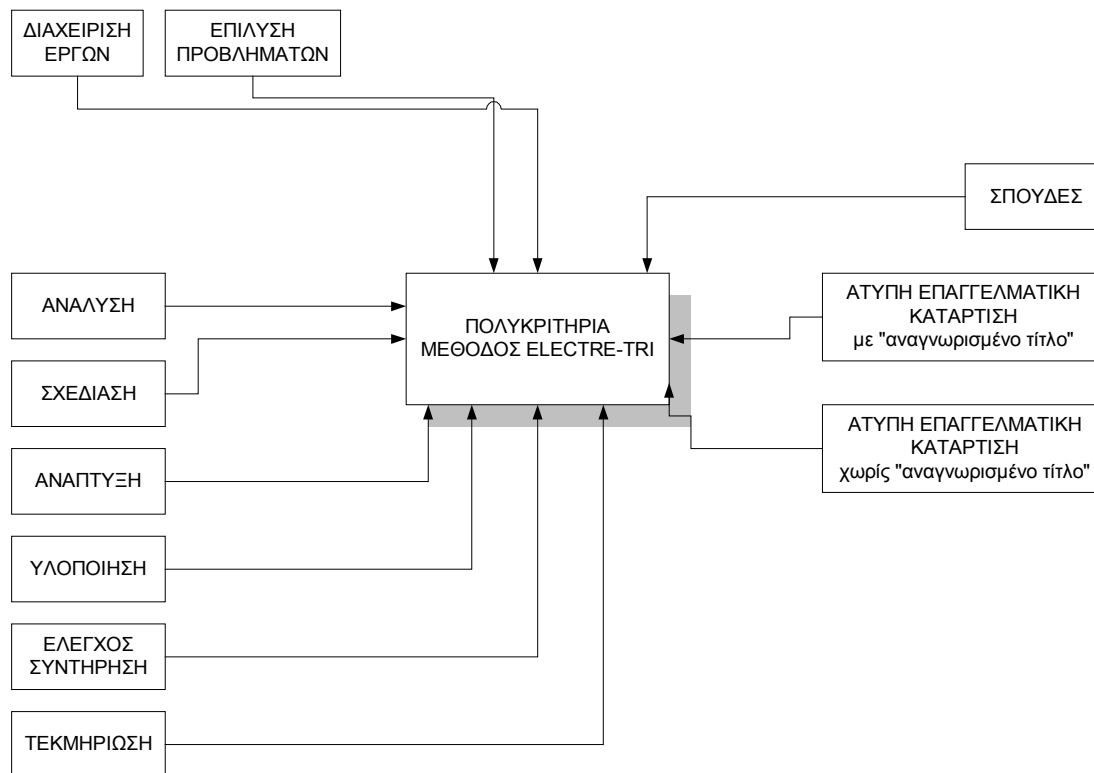 ΔΙΑΧΕΙΡΙΣΗ
ΕΡΓΩΝ
ΕΠΙΛΥΣΗ
ΠΡΟΒΛΗΜΑΤΩΝ
ΣΠΟΥΔΕΣ
ΑΝΑΛΥΣΗ
ΣΧΕΔΙΑΣΗ
ΑΝΑΠΤΥΞΗ
ΥΛΟΠΟΙΗΣΗ
ΕΛΕΓΧΟΣ
ΣΥΝΤΗΡΗΣΗ
ΤΕΚΜΗΡΙΩΣΗ
ΠΟΛΥΚΡΙΤΗΡΙΑ
ΜΕΘΟΔΟΣ ELECTRE-TRI
ΑΤΥΠΗ ΕΠΑΓΓΕΛΜΑΤΙΚΗ
ΚΑΤΑΡΤΙΣΗ
με "αναγνωρισμένο τίτλο"
ΑΤΥΠΗ ΕΠΑΓΓΕΛΜΑΤΙΚΗ
ΚΑΤΑΡΤΙΣΗ
χωρίς "αναγνωρισμένο τίτλο"